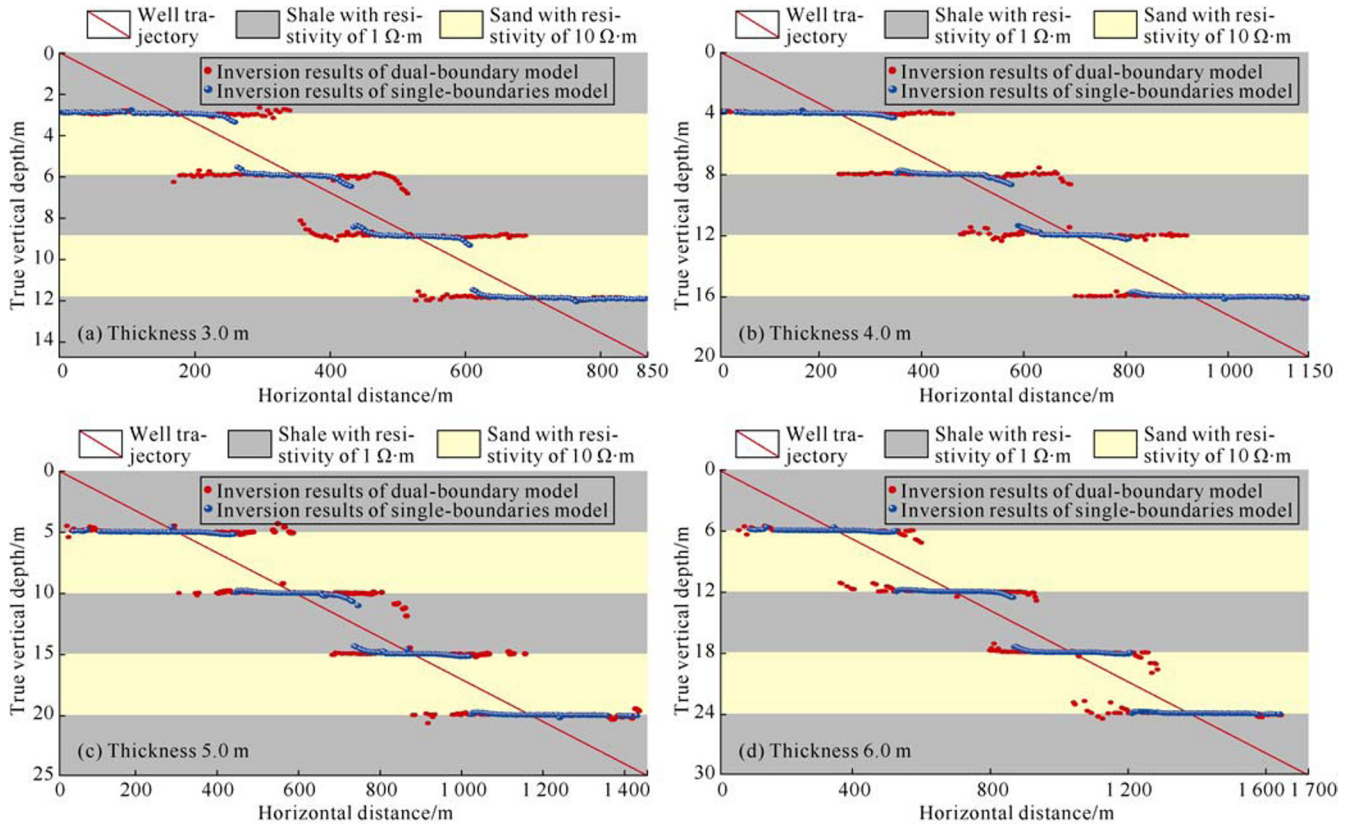 Well tra-
jectory
Shale with resi-
stivity of 1 Ω·m
Sand with resi-
stivity of 10 Ω·m
Inversion results of dual-boundary model
Inversion results of single-boundaries model
True vertical depth/m
0
2
4
6
8
10
12
14
(a) Thickness 3.0 m
0 200 400 600 800 850
Horizontal distance/m
Well tra-
jectory
Shale with resi-
stivity of 1 Ω·m
Sand with resi-
stivity of 10 Ω·m
Inversion results of dual-boundary model
Inversion results of single-boundaries model
True vertical depth/m
0
4
8
12
16
20
(b) Thickness 4.0 m
0 200 400 600 800 1 000 1 150
Horizontal distance/m
Well tra-
jectory
Shale with resi-
stivity of 1 Ω·m
Sand with resi-
stivity of 10 Ω·m
Inversion results of dual-boundary model
Inversion results of single-boundaries model
True vertical depth/m
0
5
10
15
20
25
(c) Thickness 5.0 m
0 200 400 600 800 1 000 1 200 1 400
Horizontal distance/m
Well tra-
jectory
Shale with resi-
stivity of 1 Ω·m
Sand with resi-
stivity of 10 Ω·m
Inversion results of dual-boundary model
Inversion results of single-boundaries model
True vertical depth/m
0
6
12
18
24
30
(d) Thickness 6.0 m
0 400 800 1 200 1 600 1 700
Horizontal distance/m